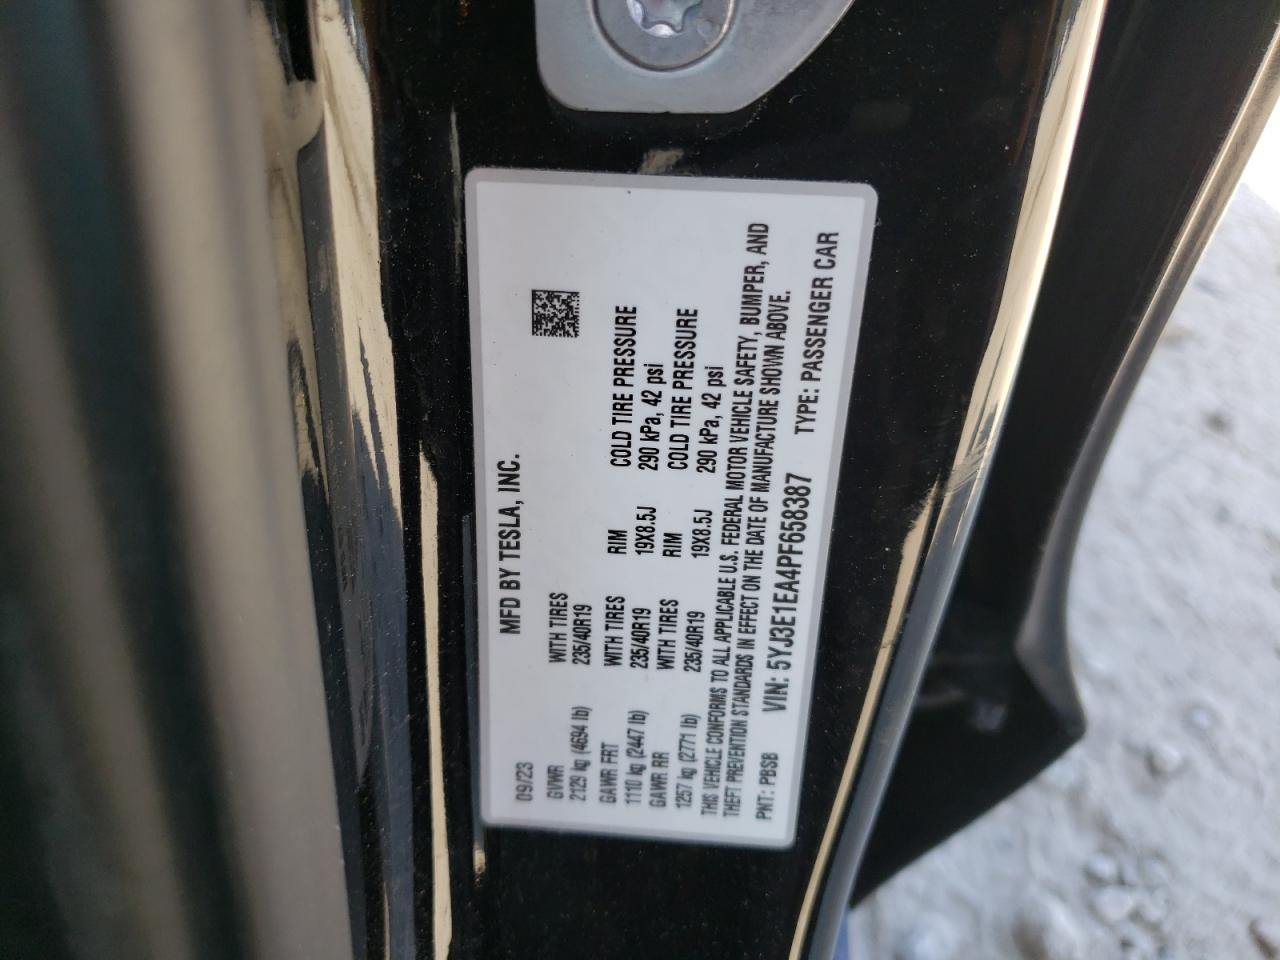 MFD BY TESLA, INC.
09/23
GVWR WITH TIRES
2129 kg (4694 lb) 235/40R19
GAWR FRT WITH TIRES RIM COLD TIRE PRESSURE
1110 kg (2447 lb) 235/40R19 19X8.5J 290 kPa, 42 psi
GAWR RR WITH TIRES RIM COLD TIRE PRESSURE
1257 kg (2771 lb) 235/40R19 19X8.5J 290 kPa, 42 psi
THIS VEHICLE CONFORMS TO ALL APPLICABLE U.S. FEDERAL MOTOR VEHICLE SAFETY, BUMPER, AND
THEFT PREVENTION STANDARDS IN EFFECT ON THE DATE OF MANUFACTURE SHOWN ABOVE.
PNT: PBSB VIN: 5YJ3E1EA4PF658387 TYPE: PASSENGER CAR